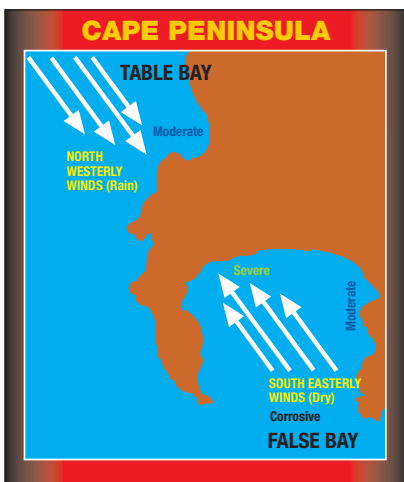 CAPE PENINSULA
TABLE BAY
Moderate
NORTH
WESTERLY
WINDS (Rain)
Severe
Moderate
SOUTH EASTERLY
WINDS (Dry)
Corrosive
FALSE BAY